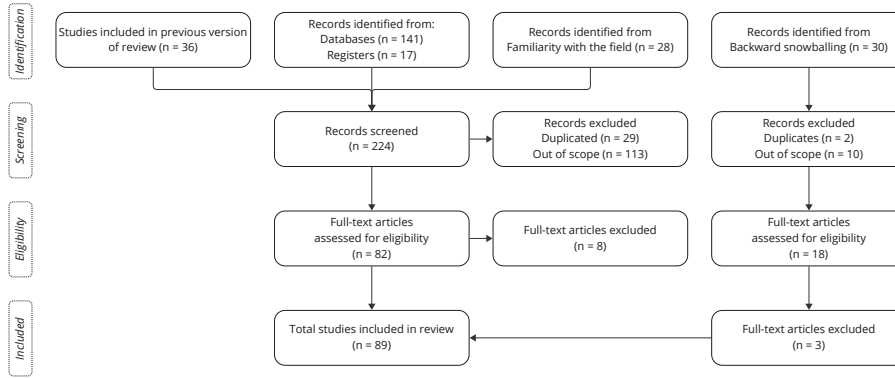 Identification
Studies included in previous version
of review (n = 36)
Records identified from:
Databases (n = 141)
Registers (n = 17)
Records identified from
Familiarity with the field (n = 28)
Records identified from
Backward snowballing (n = 30)
Screening
Records screened
(n = 224)
Records excluded
Duplicated (n = 29)
Out of scope (n = 113)
Records excluded
Duplicates (n = 2)
Out of scope (n = 10)
Eligibility
Full-text articles
assessed for eligibility
(n = 82)
Full-text articles excluded
(n = 8)
Full-text articles
assessed for eligibility
(n = 18)
Included
Total studies included in review
(n = 89)
Full-text articles excluded
(n = 3)